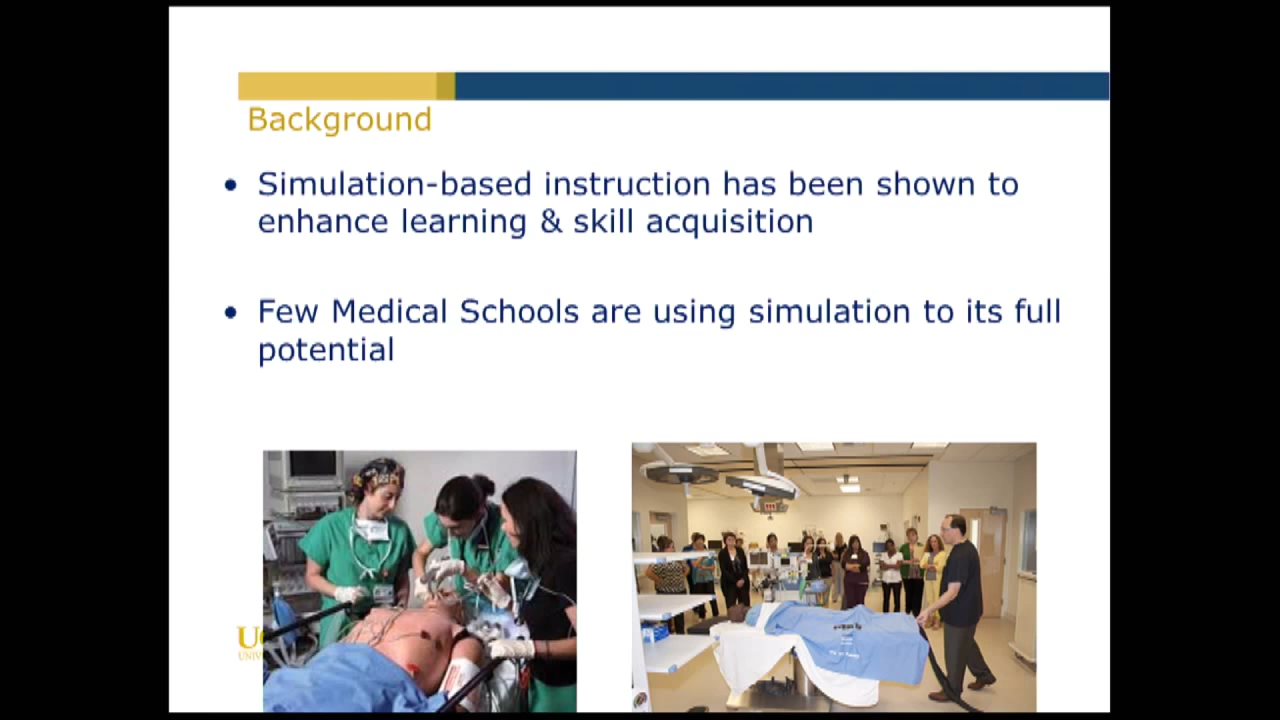 Background
• Simulation-based instruction has been shown to
enhance learning & skill acquisition
• Few Medical Schools are using simulation to its full
potential